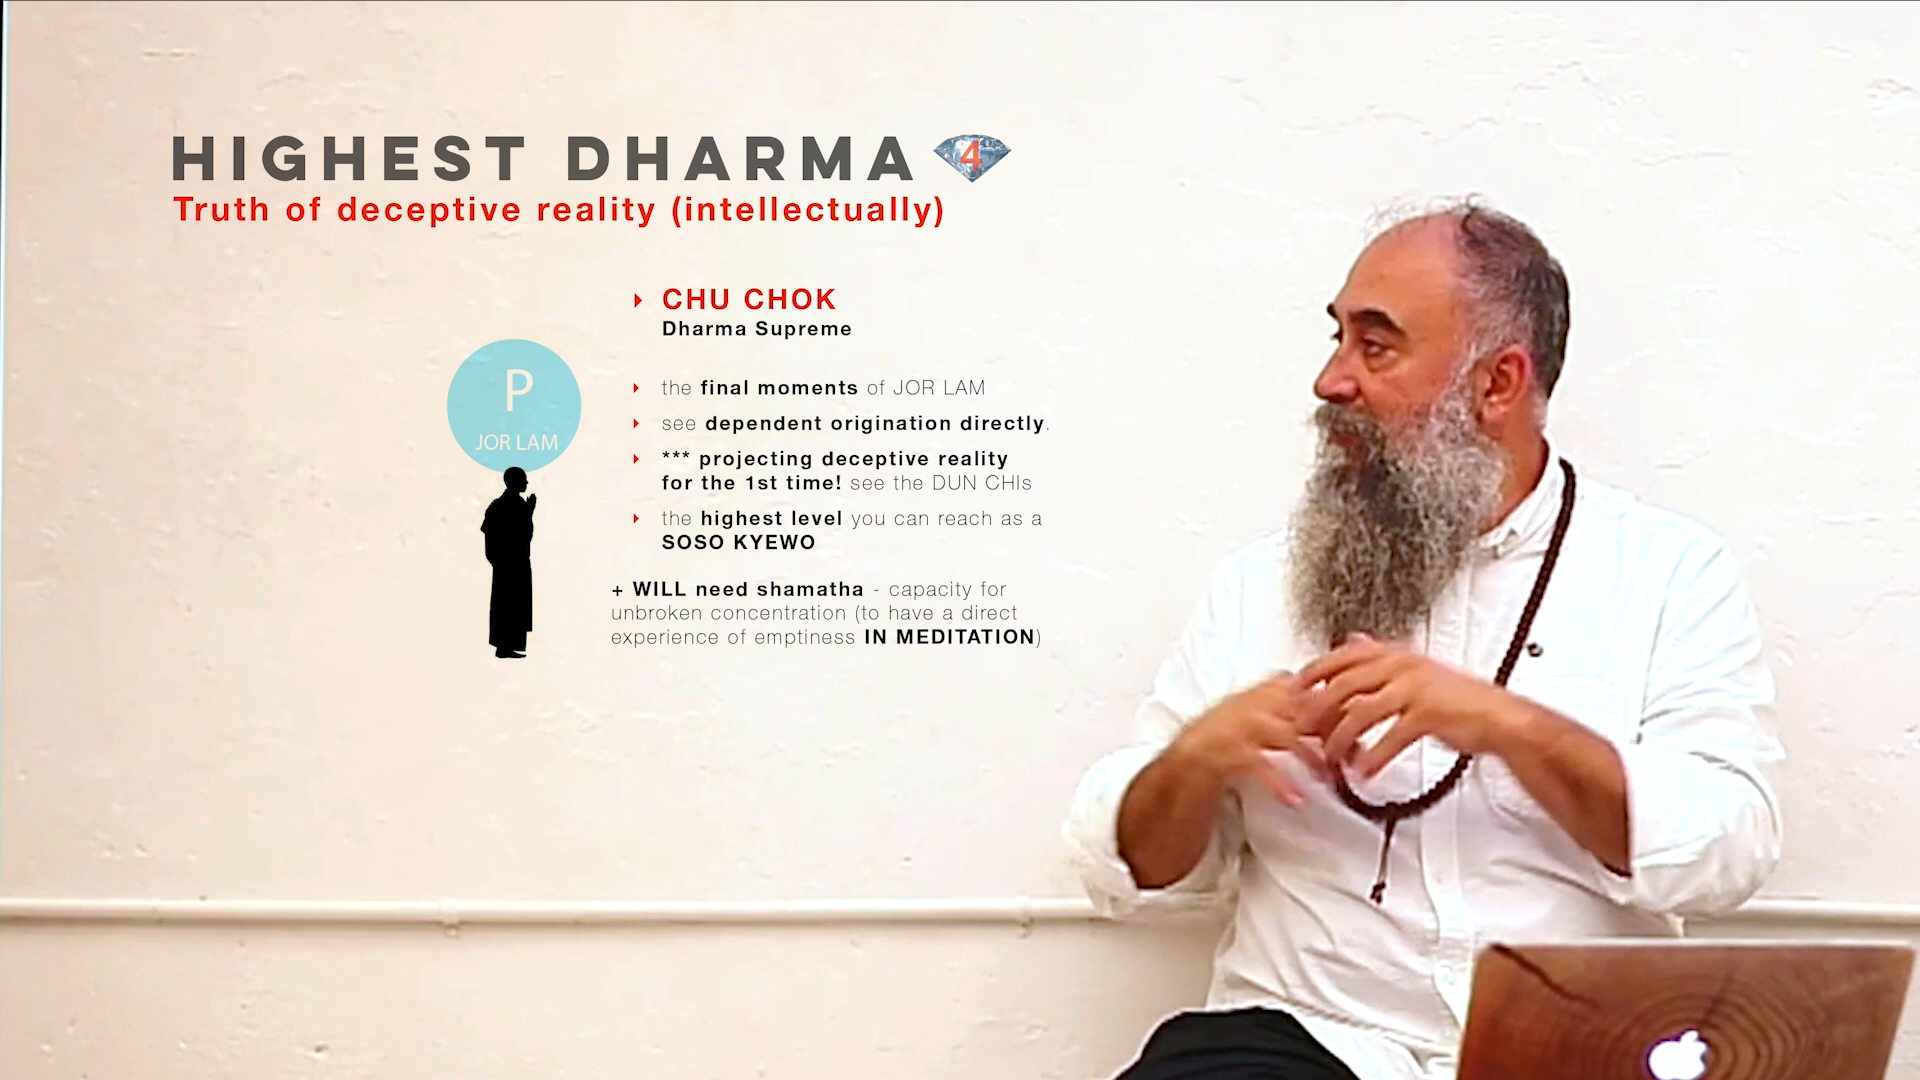 HIGHEST DHARMA 4
Truth of deceptive reality (intellectually)
CHU CHOK
Dharma Supreme
P
JOR LAM
the final moments of JOR LAM
see dependent origination directly.
*** projecting deceptive reality
for the 1st time! see the DUN CHIs
the highest level you can reach as a
SOSO KYEWO
+ WILL need shamatha - capacity for
unbroken concentration (to have a direct
experience of emptiness IN MEDITATION)